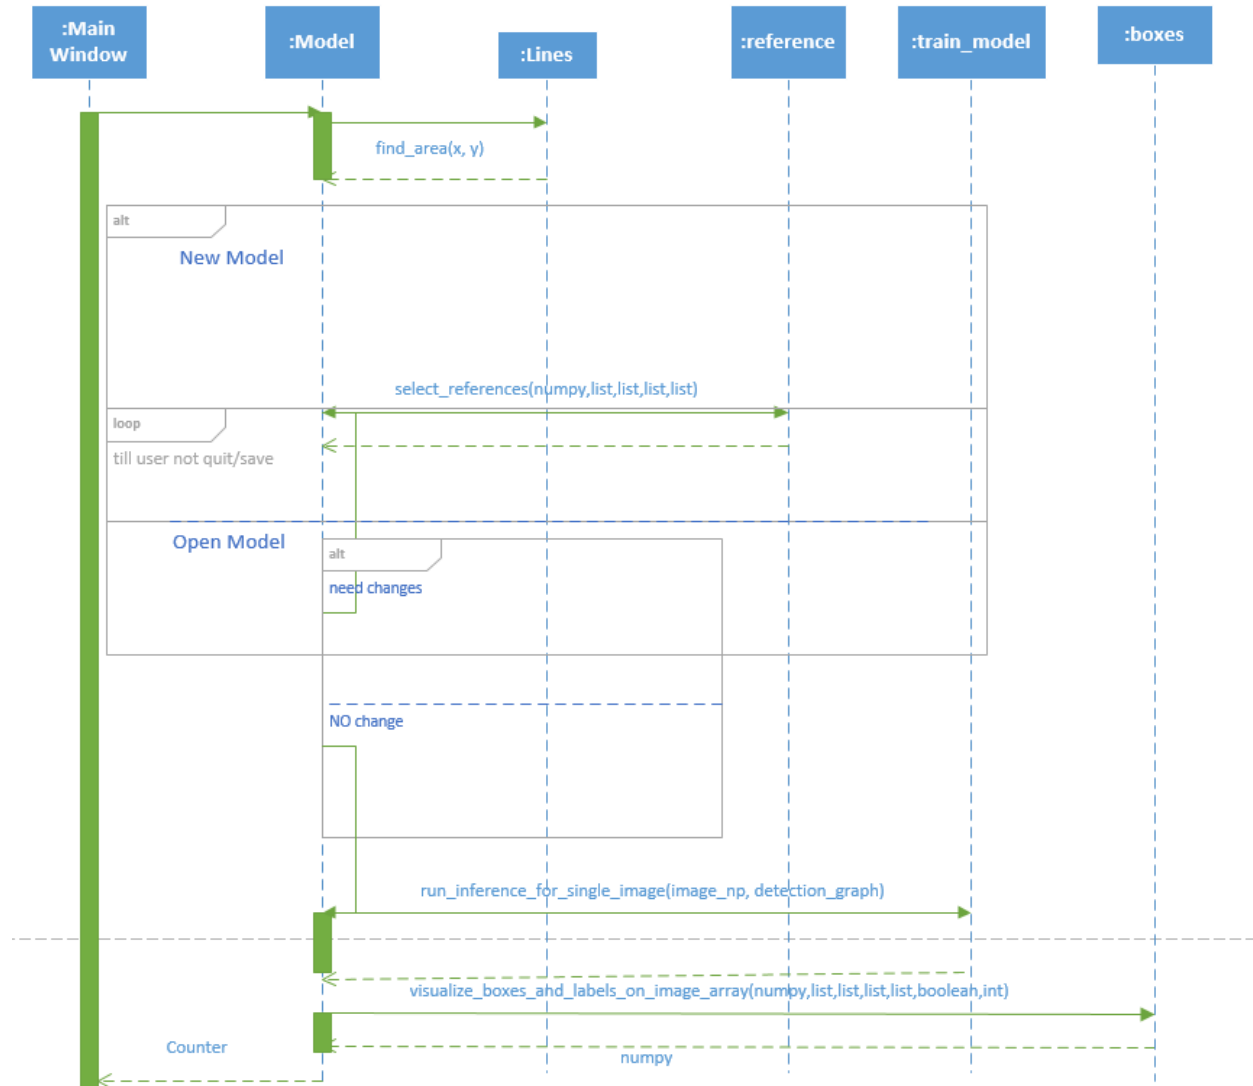 :Main
Window
:Model
:Lines
:reference
:train_model
:boxes
find_area(x, y)
alt
New Model
select_references(numpy,list,list,list,list)
loop
till user not quit/save
Open Model
alt
need changes
NO change
run_inference_for_single_image(image_np, detection_graph)
visualize_boxes_and_labels_on_image_array(numpy,list,list,list,list,boolean,int)
Counter
numpy